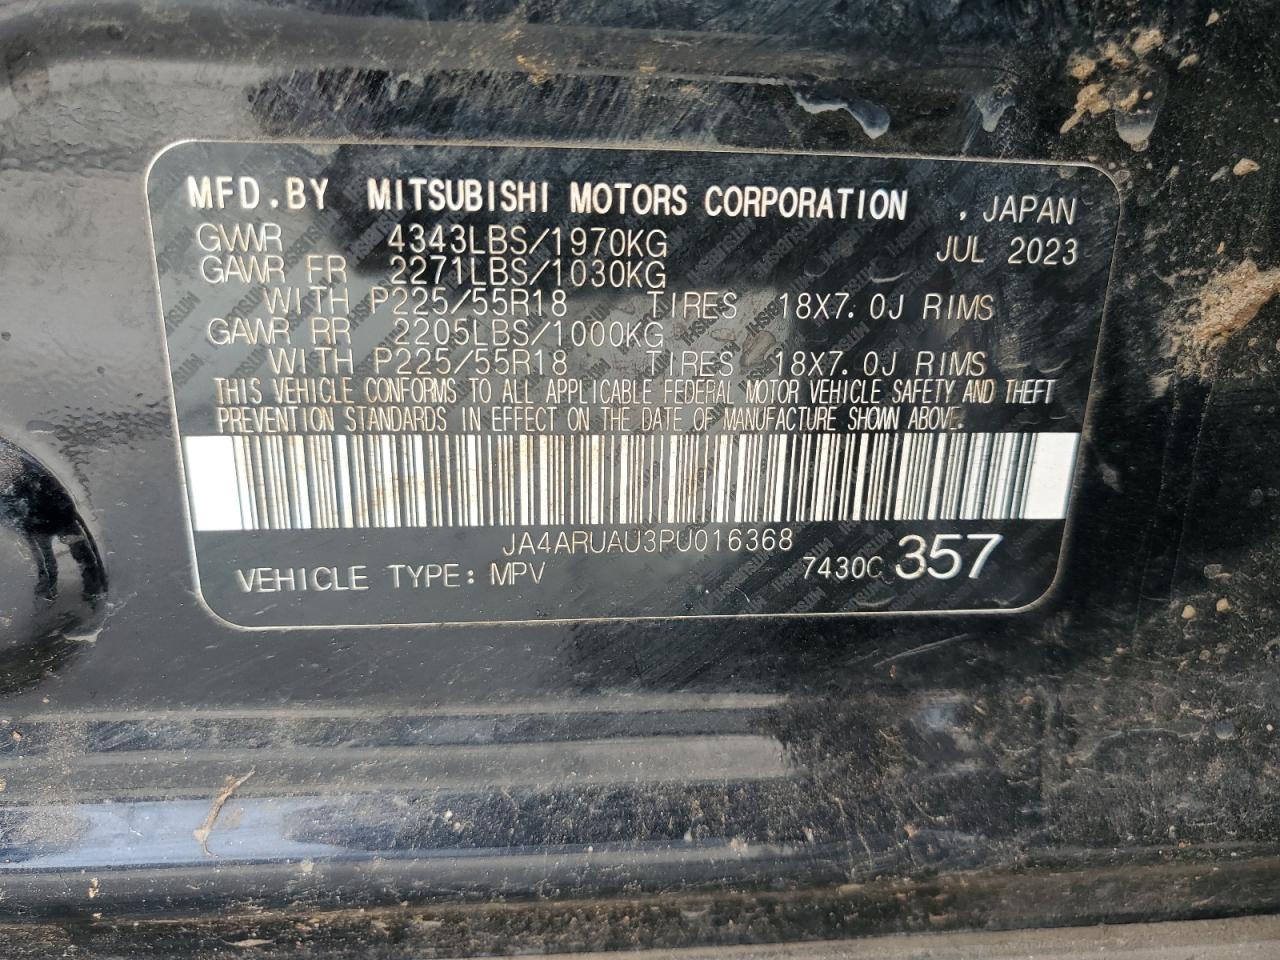 MFD.BY MITSUBISHI MOTORS CORPORATION , JAPAN
GVWR 4343LBS/1970KG JUL 2023
GAWR FR 2271LBS/1030KG
WITH P225/55R18 TIRES 18X7.0J RIMS
GAWR RR 2205LBS/1000KG
WITH P225/55R18 TIRES 18X7.0J RIMS
THIS VEHICLE CONFORMS TO ALL APPLICABLE FEDERAL MOTOR VEHICLE SAFETY AND THEFT
PREVENTION STANDARDS IN EFFECT ON THE DATE OF MANUFACTURE SHOWN ABOVE.
JA4ARUAU3PU016368
VEHICLE TYPE: MPV 7430C 357